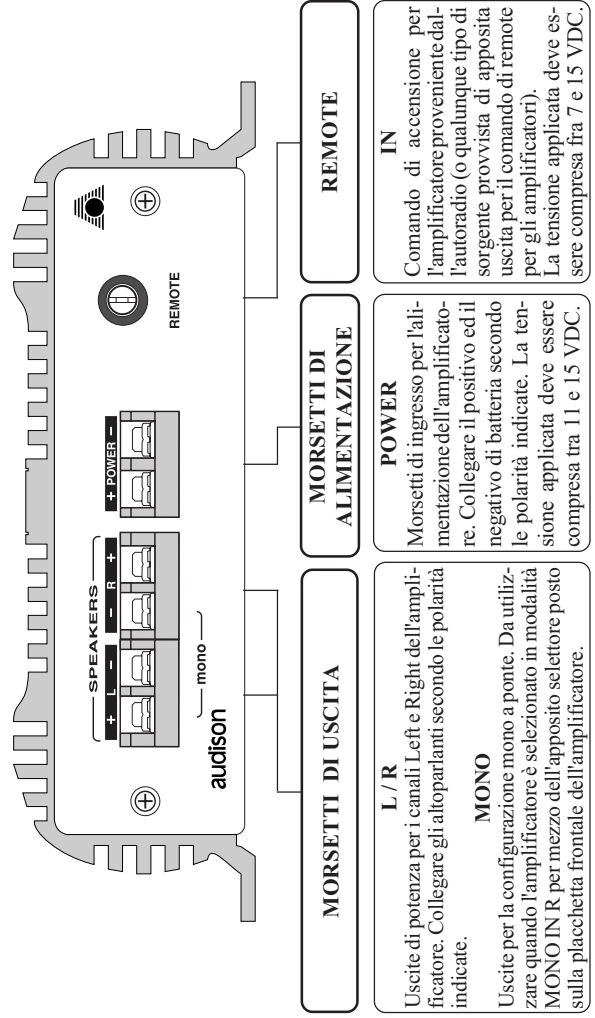 SPEAKERS
+ L - - R +
+ POWER -
mono
audison
REMOTE
MORSETTI DI USCITA
MORSETTI DI
ALIMENTAZIONE
REMOTE
L / R
Uscite di potenza per i canali Left e Right dell'ampli-
ficatore. Collegare gli altoparlanti secondo le polarità
indicate.
MONO
Uscite per la configurazione mono a ponte. Da utiliz-
zare quando l'amplificatore è selezionato in modalità
MONO IN R per mezzo dell'apposito selettore posto
sulla placchetta frontale dell'amplificatore.
POWER
Morsetti di ingresso per l'ali-
mentazione dell'amplificato-
re. Collegare il positivo ed il
negativo di batteria secondo
le polarità indicate. La ten-
sione applicata deve essere
compresa tra 11 e 15 VDC.
IN
Comando di accensione per
l'amplificatore proveniente dal-
l'autoradio (o qualunque tipo di
sorgente provvista di apposita
uscita per il comando di remote
per gli amplificatori).
La tensione applicata deve es-
sere compresa fra 7 e 15 VDC.